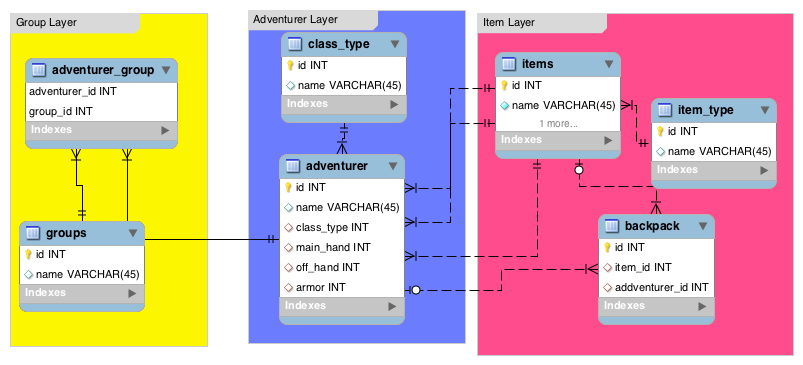 Group Layer
adventurer_group
adventurer_id INT
group_id INT
Indexes
groups
id INT
name VARCHAR(45)
Indexes
Adventurer Layer
class_type
id INT
name VARCHAR(45)
Indexes
adventurer
id INT
name VARCHAR(45)
class_type INT
main_hand INT
off_hand INT
armor INT
Indexes
Item Layer
items
id INT
name VARCHAR(45)
1 more...
Indexes
item_type
id INT
name VARCHAR(45)
Indexes
backpack
id INT
item_id INT
addventurer_id INT
Indexes